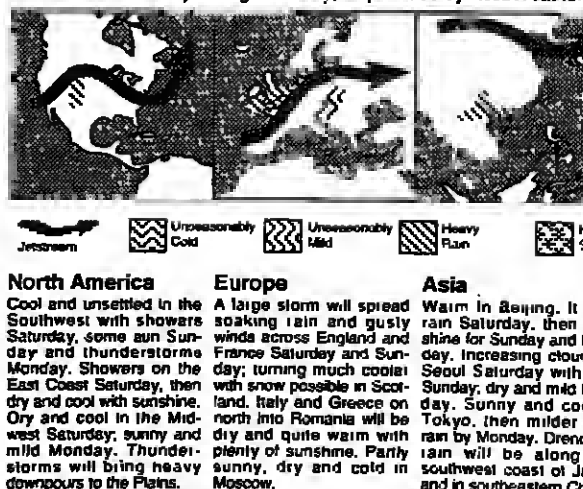 Jetstream
Unseasonably
Cold
Unseasonably
Mild
Heavy
Rain
North America
Cool and unsettled in the
Southwest with showers
Saturday, some sun Sun-
day and thunderstorms
Monday. Showers on the
East Coast Saturday, then
dry and cool with sunshine.
Dry and cool in the Mid-
west Saturday; sunny and
mild Monday. Thunder-
storms will bring heavy
downpours to the Plains.
Europe
A large storm will spread
soaking rain and gusty
winds across England and
France Saturday and Sun-
day; turning much cooler
with snow possible in Scot-
land. Italy and Greece on
north into Romania will be
dry and quite warm with
plenty of sunshine. Partly
sunny, dry and cold in
Moscow.
Asia
Warm in Beijing. It
rain Saturday, then
shine for Sunday and
day. Increasing
Seoul Saturday with
Sunday; dry and mild
day. Sunny and
Tokyo, then milder
rain by Monday.
rain will be along
southwest coast of
and in southeastern